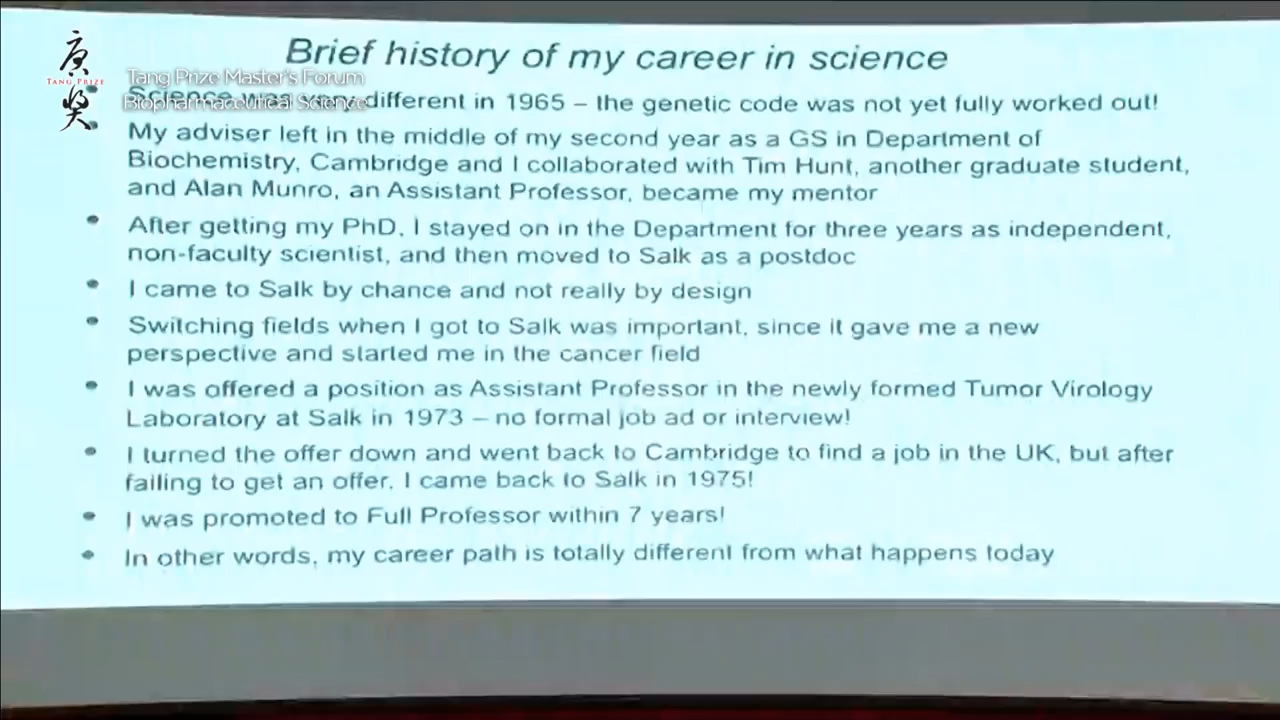 Brief history of my career in science
庚
TANG PRIZE
奖
Tang Prize Master's Forum
Biopharmaceutical Science
Science was very different in 1965 – the genetic code was not yet fully worked out!
My adviser left in the middle of my second year as a GS in Department of
Biochemistry, Cambridge and I collaborated with Tim Hunt, another graduate student,
and Alan Munro, an Assistant Professor, became my mentor
After getting my PhD, I stayed on in the Department for three years as independent,
non-faculty scientist, and then moved to Salk as a postdoc
I came to Salk by chance and not really by design
Switching fields when I got to Salk was important, since it gave me a new
perspective and started me in the cancer field
I was offered a position as Assistant Professor in the newly formed Tumor Virology
Laboratory at Salk in 1973 – no formal job ad or interview!
I turned the offer down and went back to Cambridge to find a job in the UK, but after
failing to get an offer, I came back to Salk in 1975!
I was promoted to Full Professor within 7 years!
In other words, my career path is totally different from what happens today